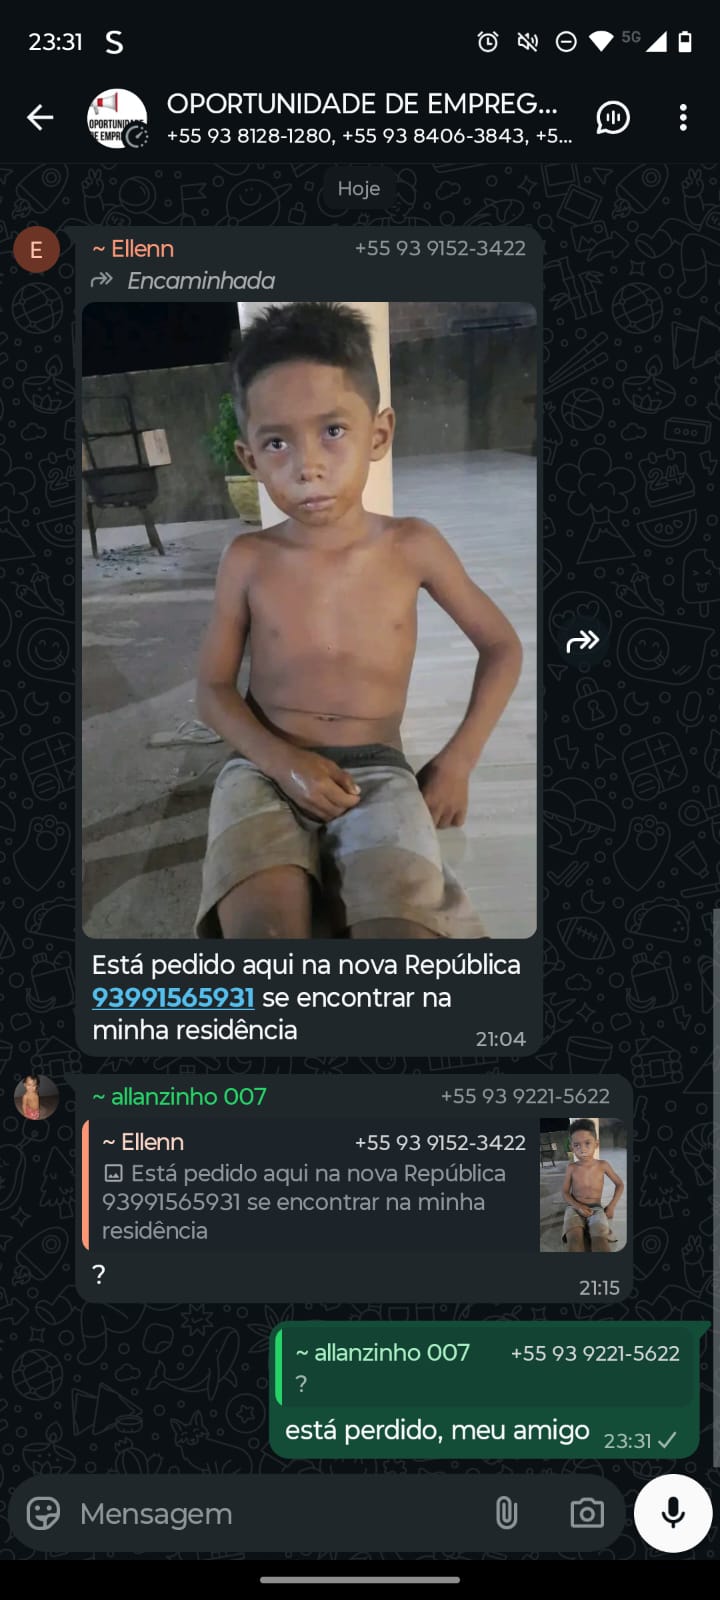 23:31 S 5G
OPORTUNIDADE DE EMPREG...
+55 93 8128-1280, +55 93 8406-3843, +5...
Hoje
E ~ Ellenn +55 93 9152-3422
Encaminhada
Está pedido aqui na nova República
93991565931 se encontrar na
minha residência 21:04
~ allanzinho 007 +55 93 9221-5622
~ Ellenn +55 93 9152-3422
Está pedido aqui na nova República
93991565931 se encontrar na minha
residência
? 21:15
~ allanzinho 007 +55 93 9221-5622
?
está perdido, meu amigo 23:31
Mensagem